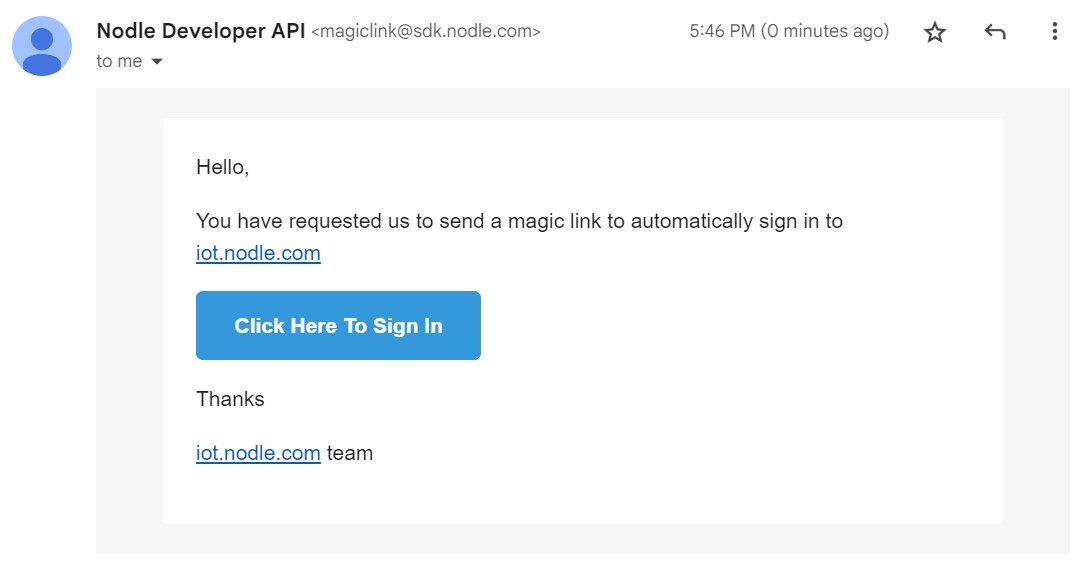 Nodle Developer API <magiclink@sdk.nodle.com> 5:46 PM (0 minutes ago)
to me
Hello,
You have requested us to send a magic link to automatically sign in to
iot.nodle.com
Click Here To Sign In
Thanks
iot.nodle.com team